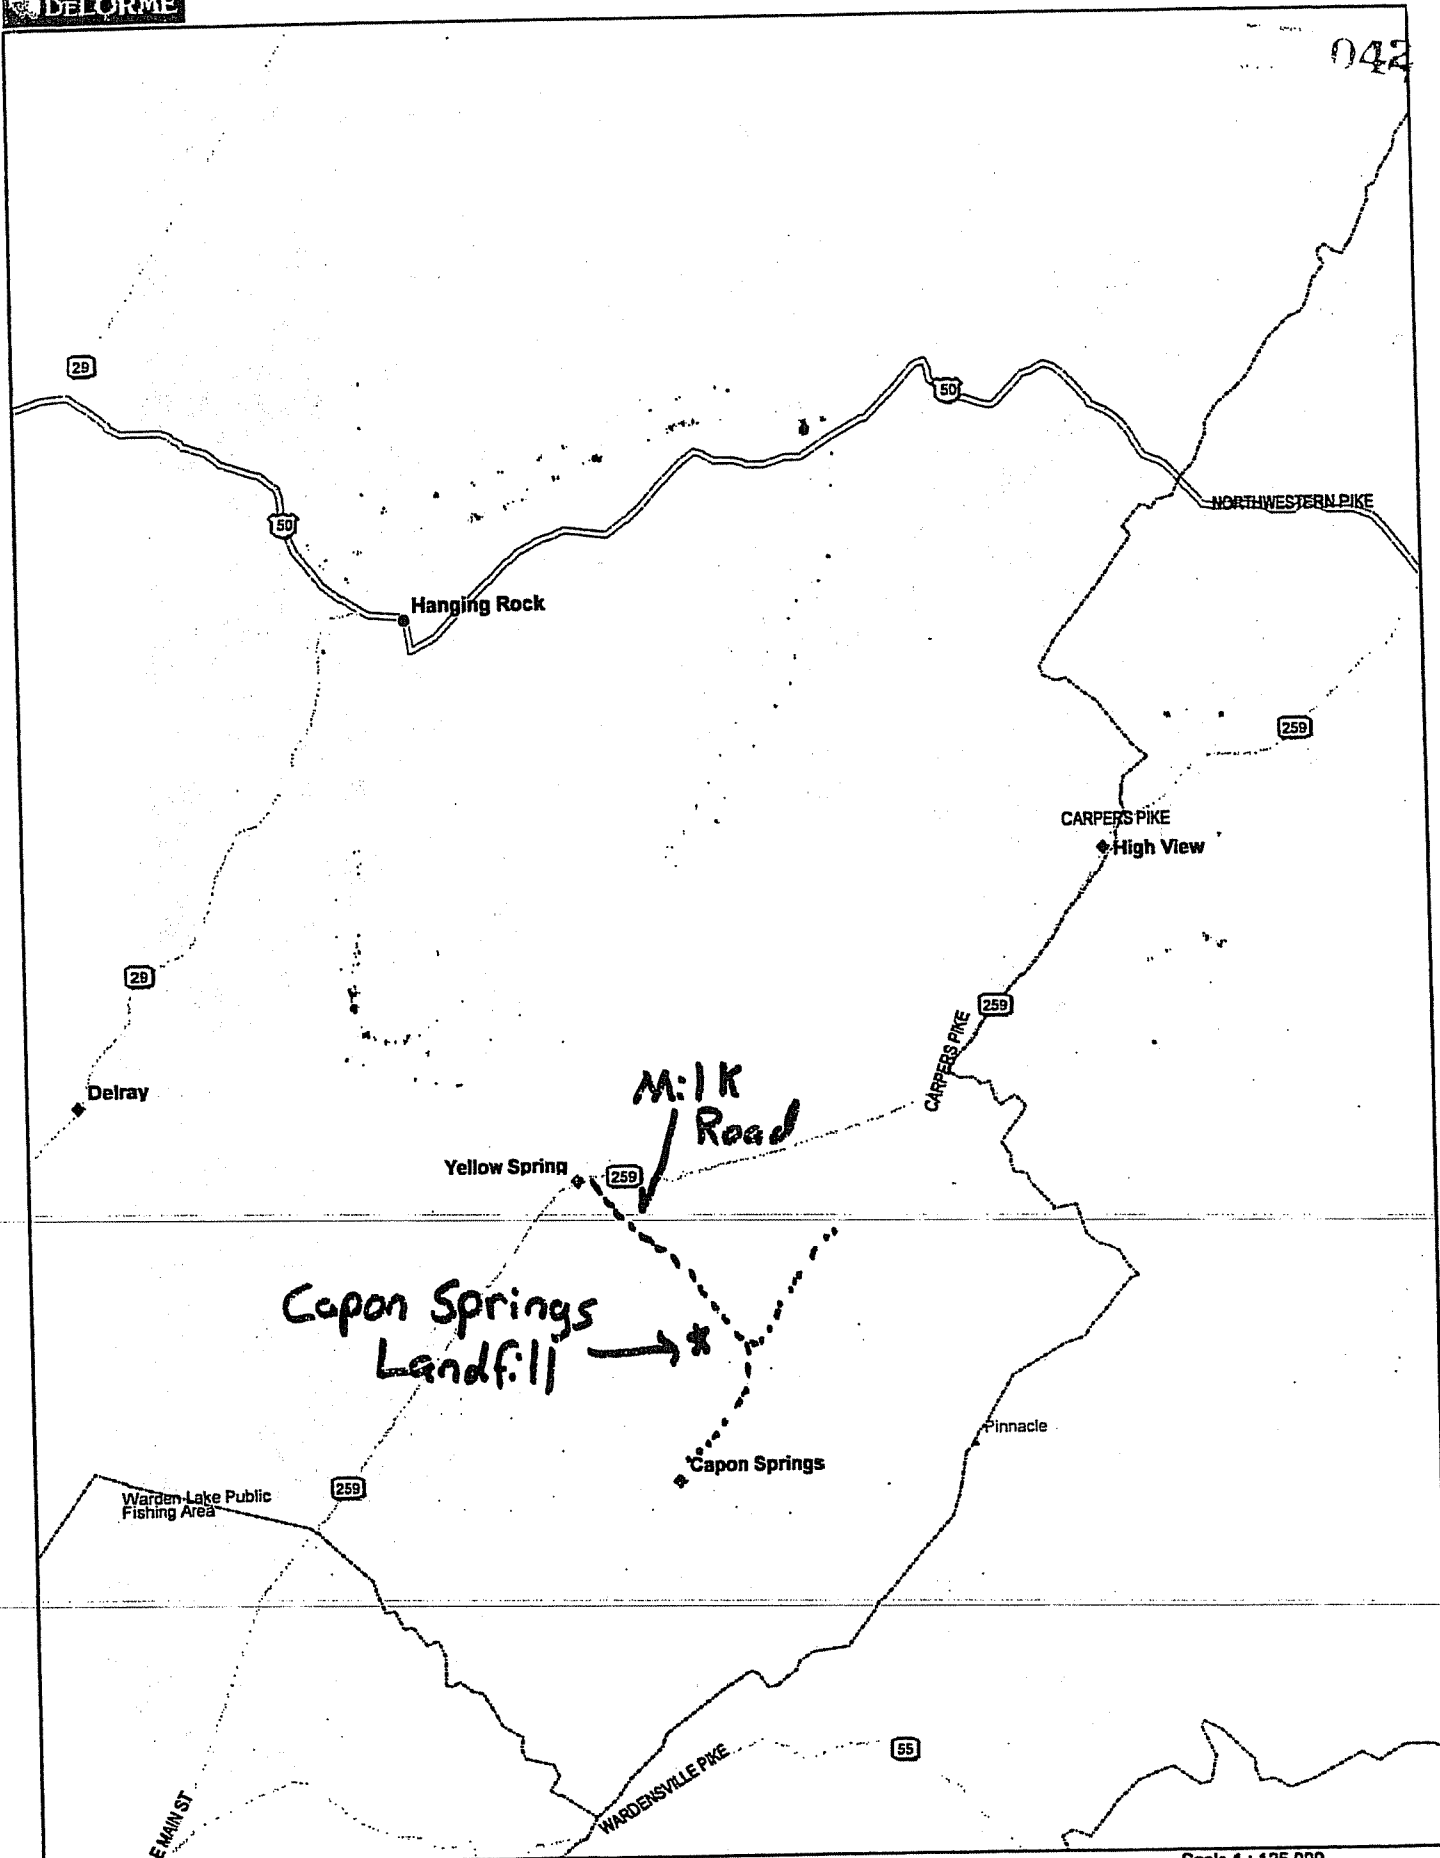 DELORME
042
29
50
50
NORTHWESTERN PIKE
Hanging Rock
259
CARPERS PIKE
High View
29
259
CARPERS PIKE
Delray
Milk
Road
Yellow Spring
259
Capon Springs
Landfill
*
Pinnacle
Capon Springs
259
Warden Lake Public
Fishing Area
55
WARDENSVILLE PIKE
E MAIN ST